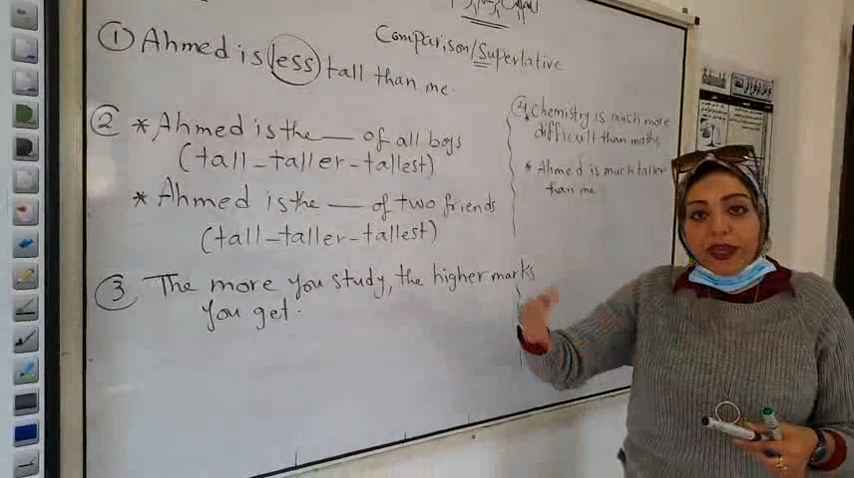 Comparison/Superlative
① Ahmed is less tall than me.
② * Ahmed is the ___ of all boys
(tall-taller-tallest)
* Ahmed is the ___ of two friends
(tall-taller-tallest)
③ The more you study, the higher marks
you get.
④ * Chemistry is much more
difficult than maths
* Ahmed is much taller
than me